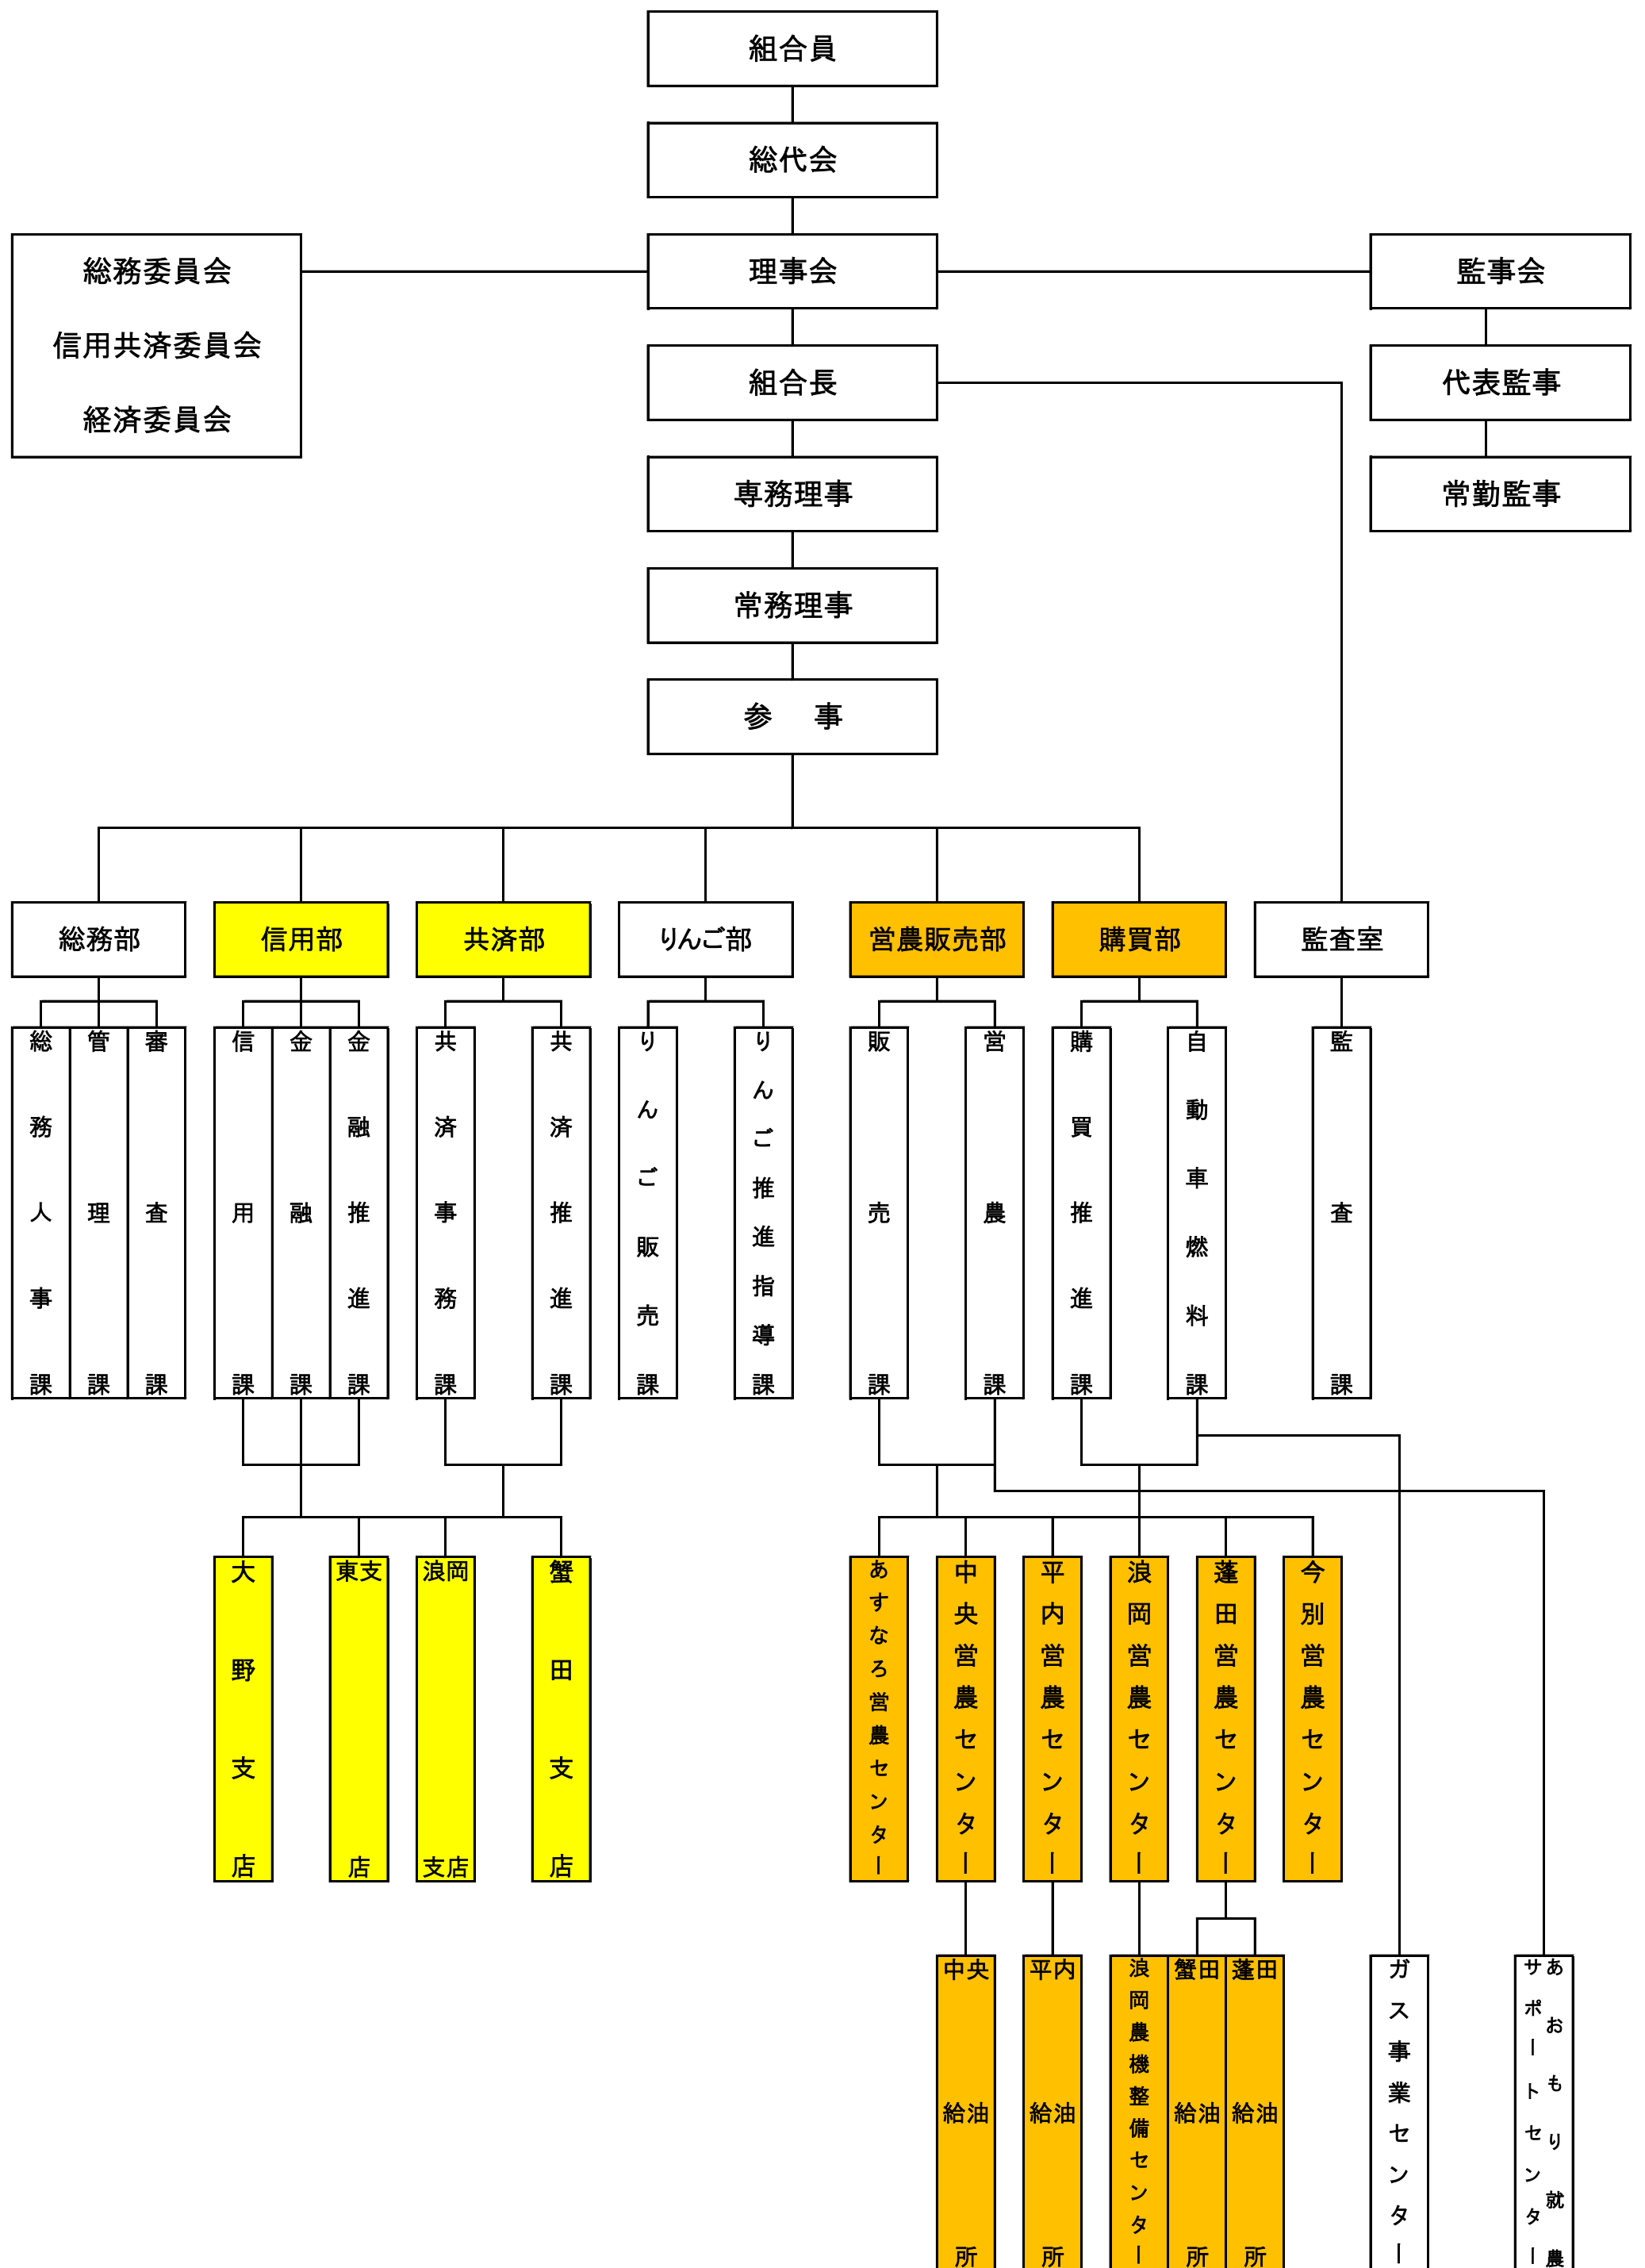 組合員
総代会
総務委員会
信用共済委員会
経済委員会
理事会
監事会
組合長
代表監事
専務理事
常勤監事
常務理事
参　事
総務部
信用部
共済部
りんご部
営農販売部
購買部
監査室
総務人事課
管理課
審査課
信用課
金融課
金融推進課
共済事務課
共済推進課
りんご販売課
りんご推進指導課
販売課
営農課
購買推進課
自動車燃料課
監査課
大野支店
東支店
浪岡支店
蟹田支店
あすなろ営農センター
中央営農センター
平内営農センター
浪岡営農センター
蓬田営農センター
今別営農センター
中央給油所
平内給油所
浪岡農機整備センター
蟹田給油所
蓬田給油所
ガス事業センター
あおもり就農
サポートセンター